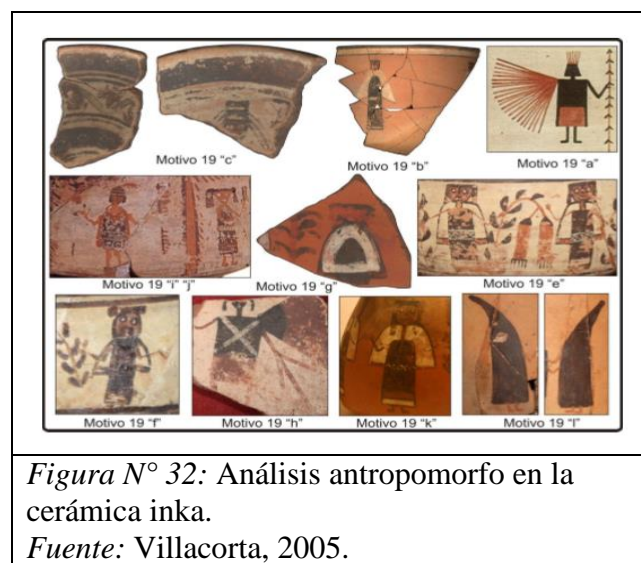 Motivo 19 "c"
Motivo 19 "b"
Motivo 19 "a"
Motivo 19 "i" "j"
Motivo 19 "g"
Motivo 19 "e"
Motivo 19 "f"
Motivo 19 "h"
Motivo 19 "k"
Motivo 19 "l"
Figura N° 32: Análisis antropomorfo en la
cerámica inka.
Fuente: Villacorta, 2005.